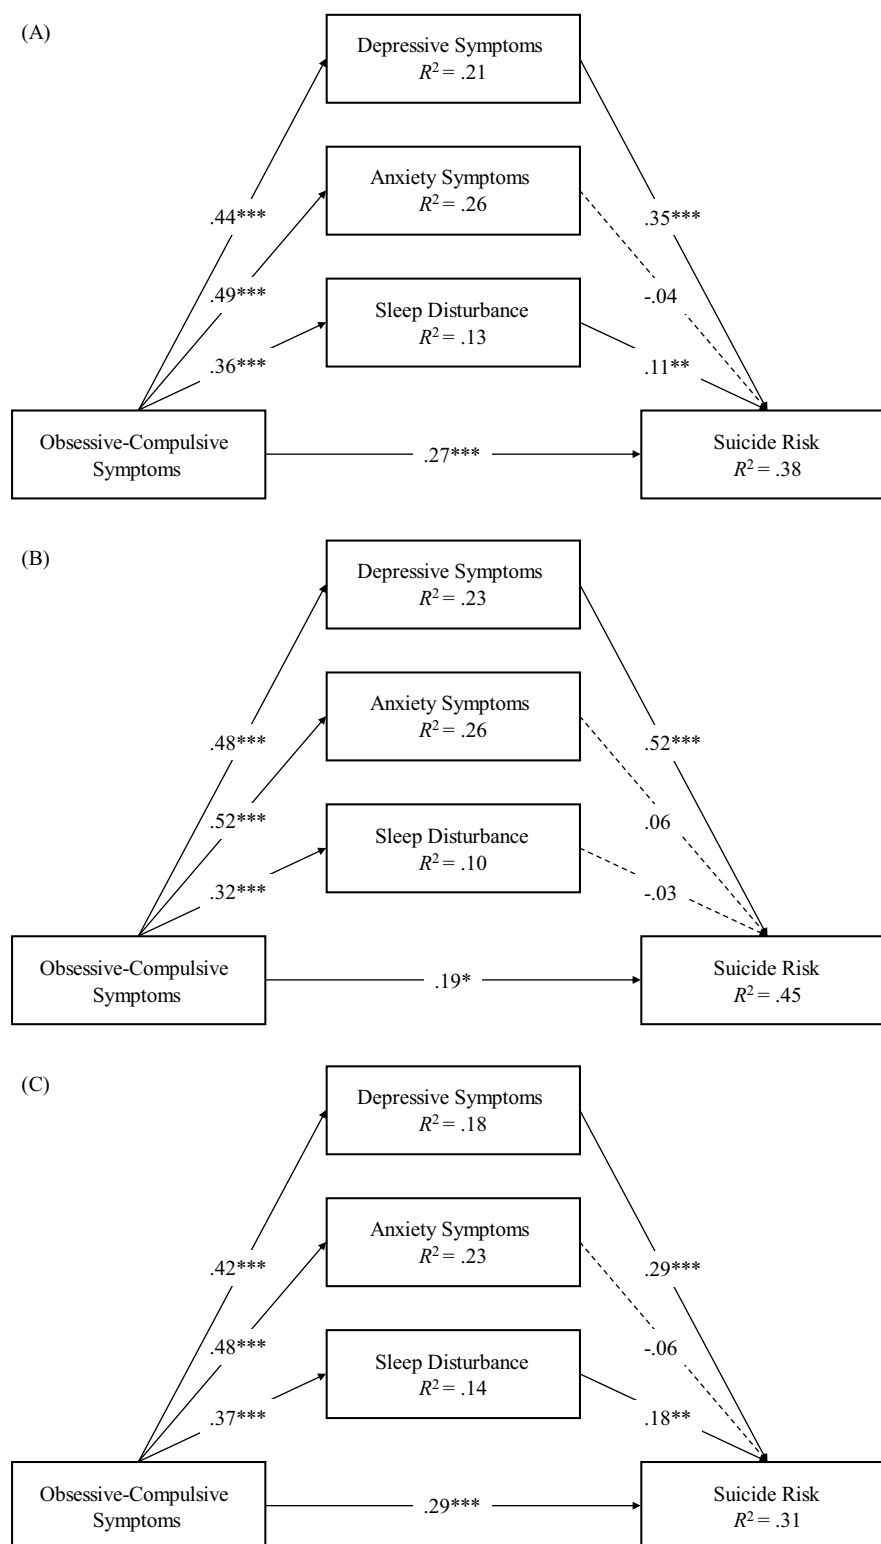 (A)
Depressive Symptoms
R² = .21
Anxiety Symptoms
R² = .26
.44***
.35***
Sleep Disturbance
R² = .13
.49***
-.04
.36***
.11**
Obsessive-Compulsive
Symptoms
.27***
Suicide Risk
R² = .38
(B)
Depressive Symptoms
R² = .23
Anxiety Symptoms
R² = .26
.48***
.52***
Sleep Disturbance
R² = .10
.52***
.06
.32***
-.03
Obsessive-Compulsive
Symptoms
.19*
Suicide Risk
R² = .45
(C)
Depressive Symptoms
R² = .18
Anxiety Symptoms
R² = .23
.42***
.29***
Sleep Disturbance
R² = .14
.48***
-.06
.37***
.18**
Obsessive-Compulsive
Symptoms
.29***
Suicide Risk
R² = .31